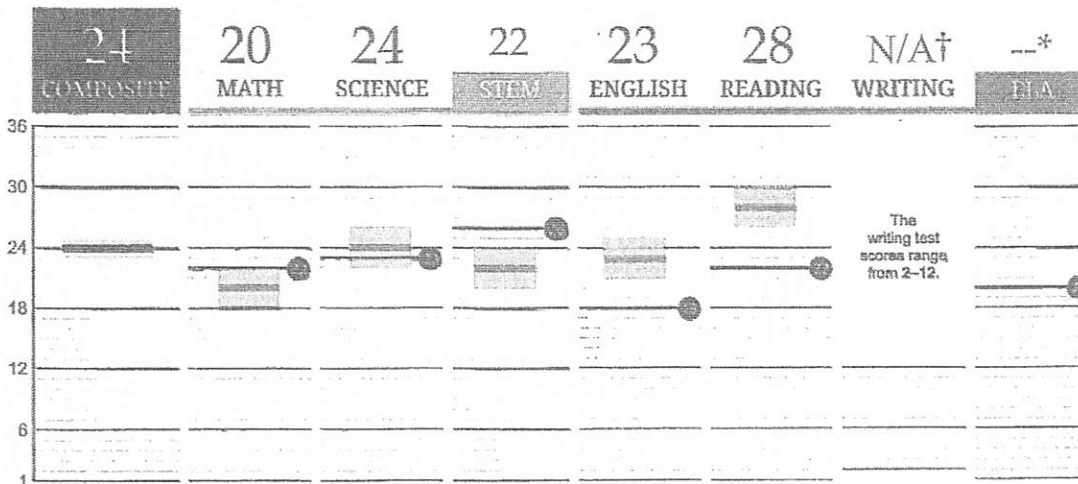 24 20 24 22 23 28 N/A† --*
COMPOSITE MATH SCIENCE STEM ENGLISH READING WRITING ELA
36
30
24
18
12
6
1
The
writing test
scores range
from 2–12.